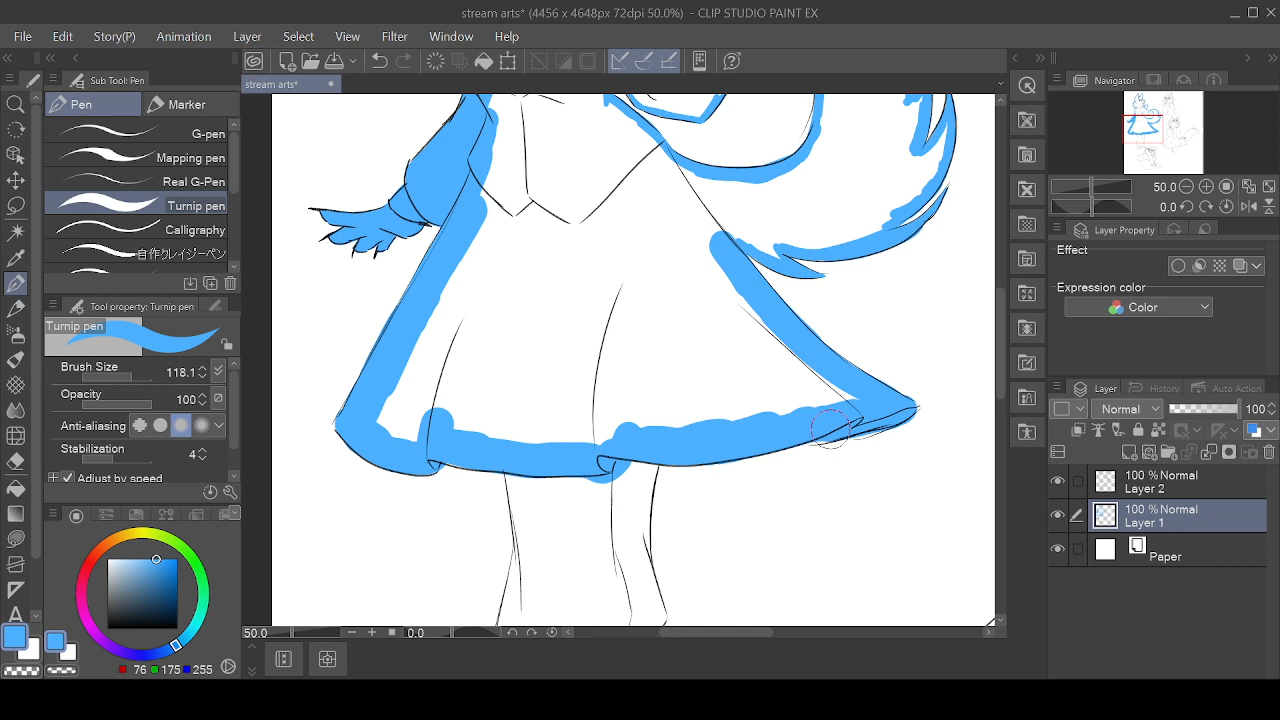 stream arts* (4456 x 4648px 72dpi 50.0%) - CLIP STUDIO PAINT EX
File Edit Story(P) Animation Layer Select View Filter Window Help
Sub Tool: Pen
stream arts*
Navigator
Pen Marker
G-pen
Mapping pen
Real G-Pen
Turnip pen
Calligraphy
自作クレイジーペン
50.0
0.0
Layer Property
Effect
Expression color
Color
Tool property: Turnip pen
Turnip pen
Brush Size 118.1
Opacity 100
Anti-aliasing
Stabilization 4
Adjust by speed
Layer History Auto Action
Normal 100
100 % Normal
Layer 2
100 % Normal
Layer 1
Paper
A
76 175 255
50.0 0.0